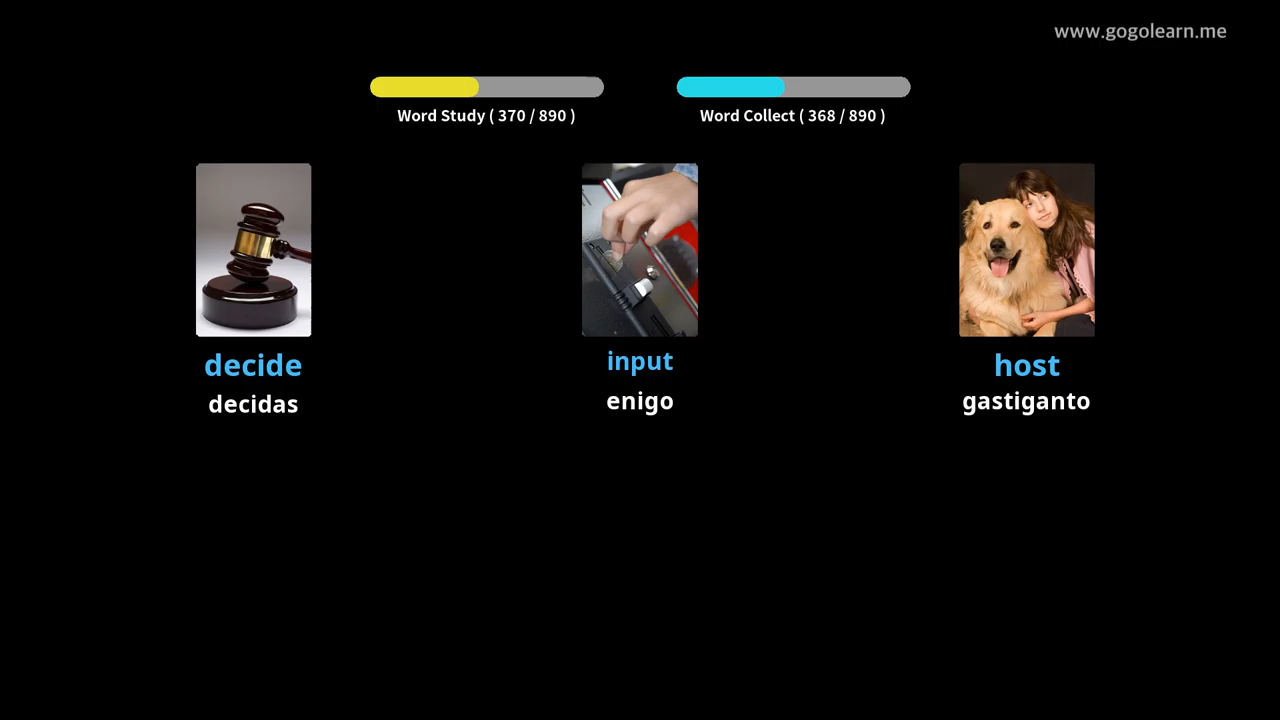 www.gogolearn.me
Word Study ( 370 / 890 )
Word Collect ( 368 / 890 )
decide
decidas
input
enigo
host
gastiganto